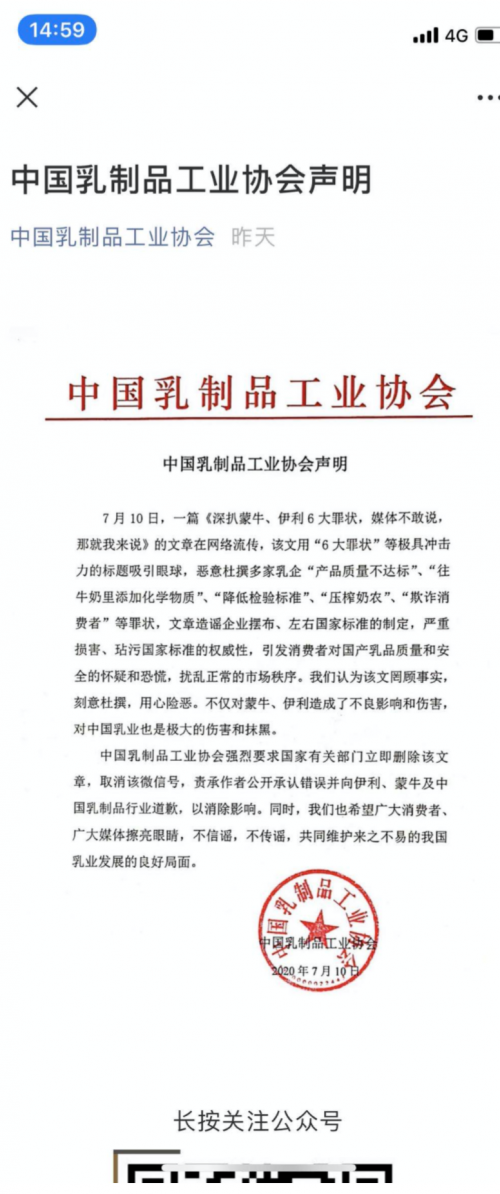 14:59
4G
中国乳制品工业协会声明
中国乳制品工业协会 昨天
中国乳制品工业协会
中国乳制品工业协会声明
7月10日，一篇《深扒蒙牛、伊利6大罪状，媒体不敢说，
那就我来说》的文章在网络流传，该文用“6大罪状”等极具冲击
力的标题吸引眼球，恶意杜撰多家乳企“产品质量不达标”、“往
牛奶里添加化学物质”、“降低检验标准”、“压榨奶农”、“欺诈消
费者”等罪状，文章造谣企业摆布、左右国家标准的制定，严重
损害、玷污国家标准的权威性，引发消费者对国产乳品质量和安
全的怀疑和恐慌，扰乱正常的市场秩序。我们认为该文罔顾事实，
刻意杜撰，用心险恶。不仅对蒙牛、伊利造成了不良影响和伤害，
对中国乳业也是极大的伤害和抹黑。
中国乳制品工业协会强烈要求国家有关部门立即删除该文
章，取消该微信号，责承作者公开承认错误并向伊利、蒙牛及中
国乳制品行业道歉，以消除影响。同时，我们也希望广大消费者、
广大媒体擦亮眼睛，不信谣，不传谣，共同维护来之不易的我国
乳业发展的良好局面。
中国乳制品工业协会
中国乳制品工业协会
2020年7月10日
长按关注公众号